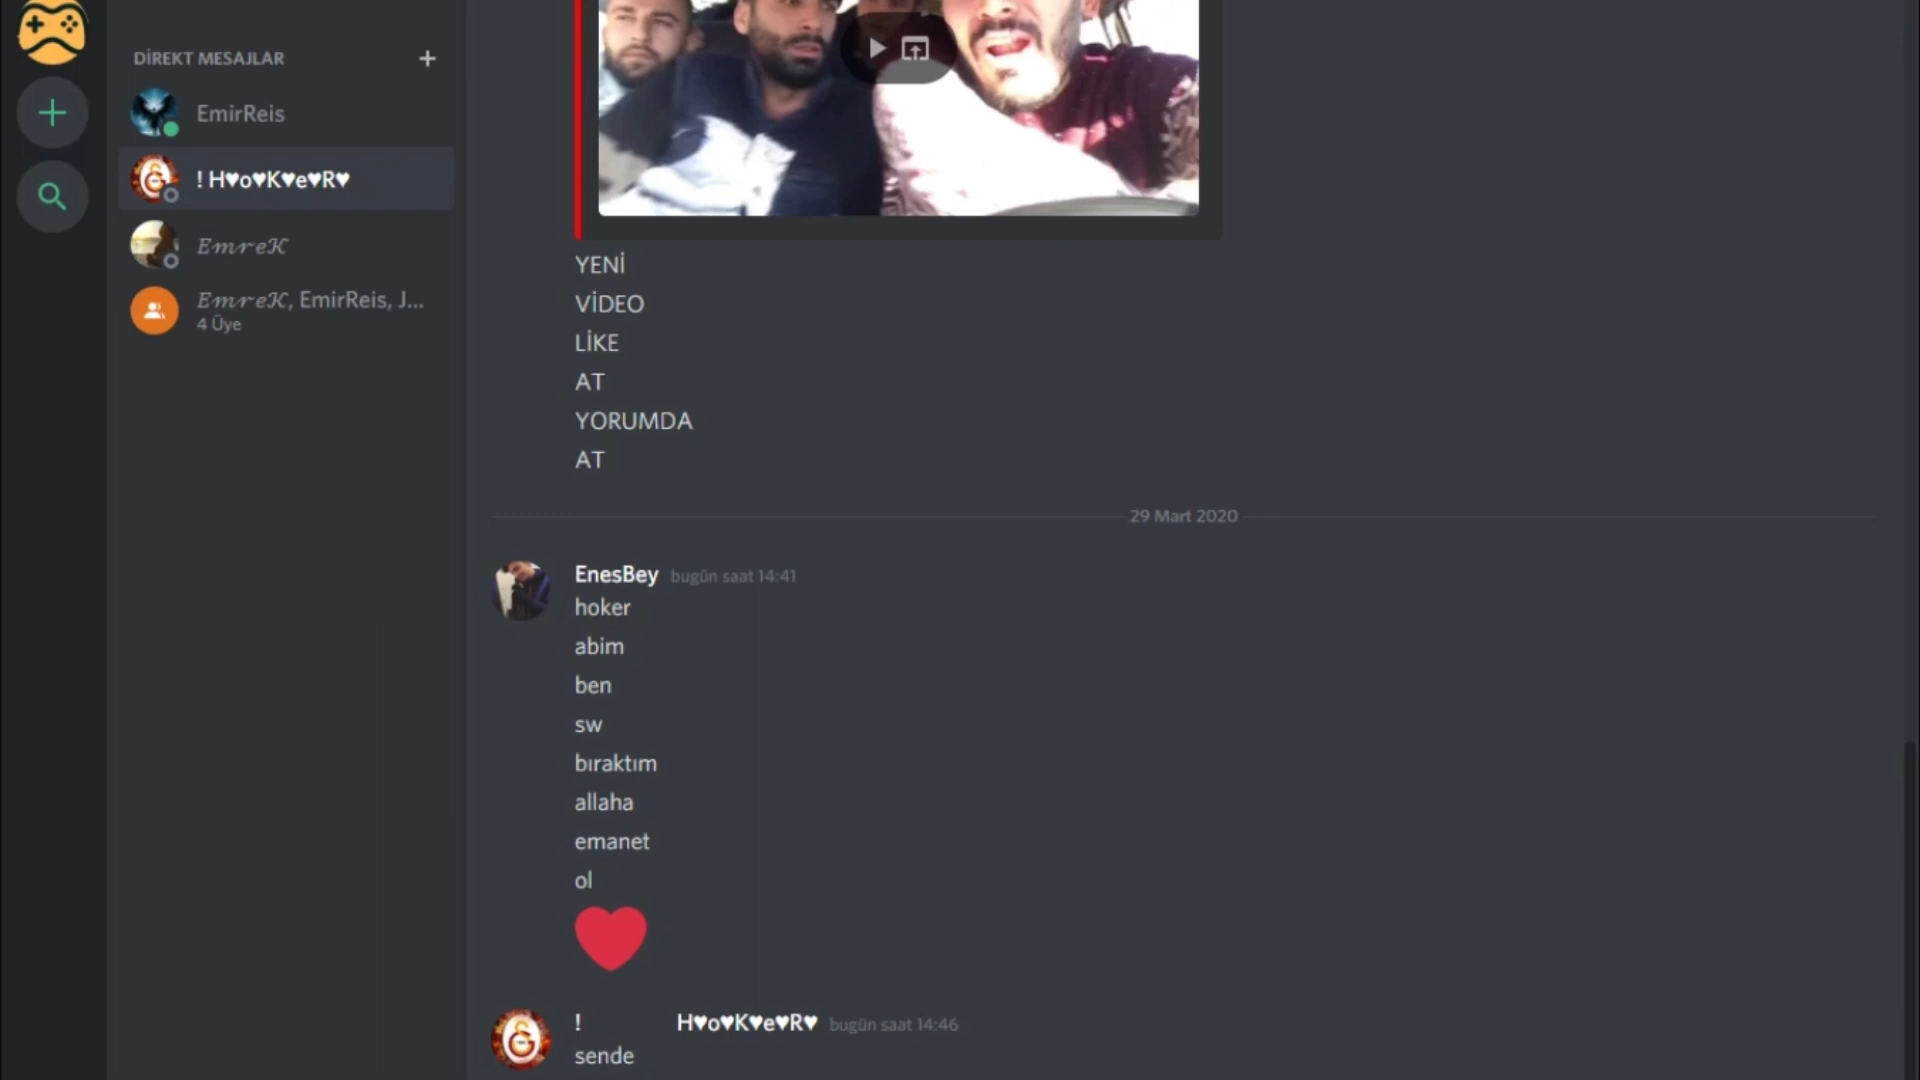 DİREKT MESAJLAR
EmirReis
! H♥o♥K♥e♥R♥
𝓔𝓶𝓻𝓮𝓚
𝓔𝓶𝓻𝓮𝓚, EmirReis, J...
4 Üye
YENİ
VİDEO
LİKE
AT
YORUMDA
AT
29 Mart 2020
EnesBey bugün saat 14:41
hoker
abim
ben
sw
bıraktım
allaha
emanet
ol
! H♥o♥K♥e♥R♥ bugün saat 14:46
sende